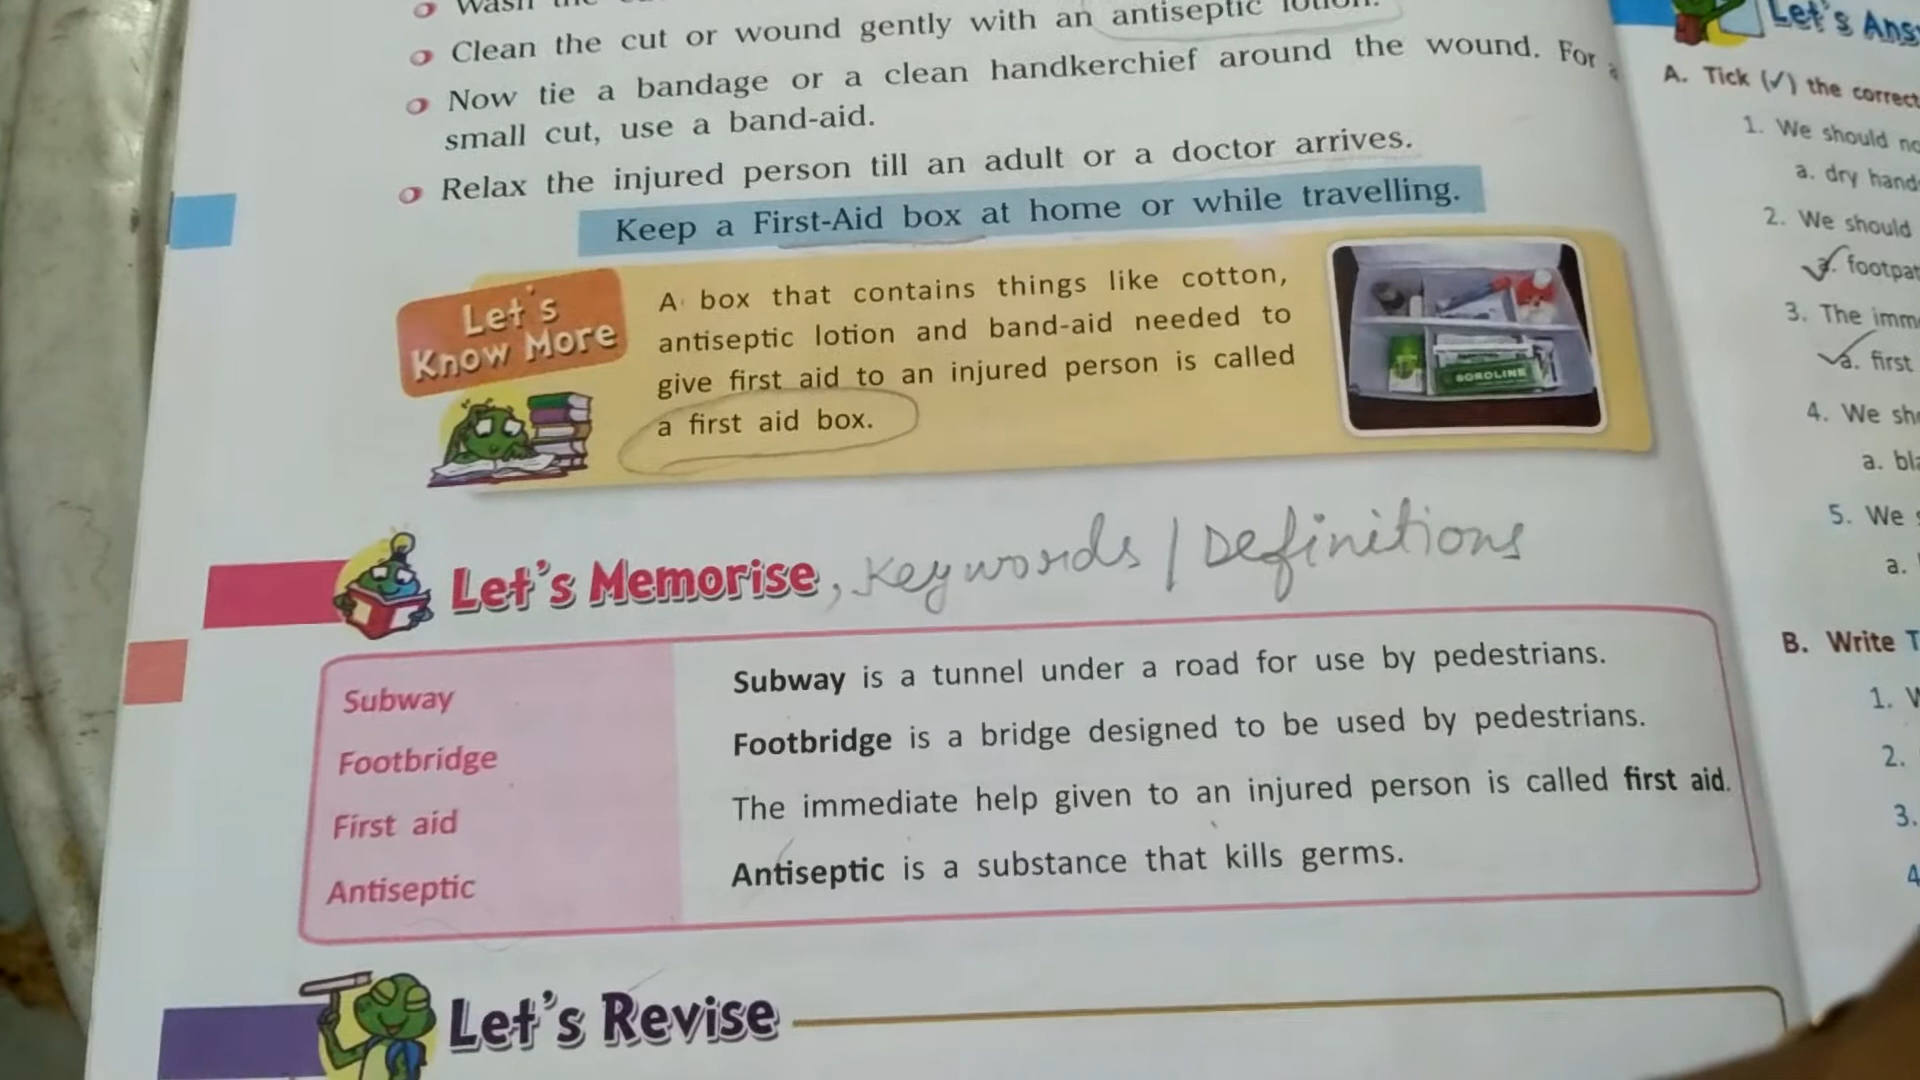 Clean the cut or wound gently with an antiseptic lotion.
Now tie a bandage or a clean handkerchief around the wound. For a
small cut, use a band-aid.
Relax the injured person till an adult or a doctor arrives.
Keep a First-Aid box at home or while travelling.
Let's
Know More
A box that contains things like cotton,
antiseptic lotion and band-aid needed to
give first aid to an injured person is called
a first aid box.
BOROLINE
Let's Memorise, Keywords / Definitions
Subway
Subway is a tunnel under a road for use by pedestrians.
Footbridge
Footbridge is a bridge designed to be used by pedestrians.
First aid
The immediate help given to an injured person is called first aid.
Antiseptic
Antiseptic is a substance that kills germs.
Let's Revise
Let's
A. Tick (✓) the correct
1. We should
a. dry
2. We should
a.
3. The
a. first
4. We
a.
5. We
a.
B. Write
1.
2.
3.
4